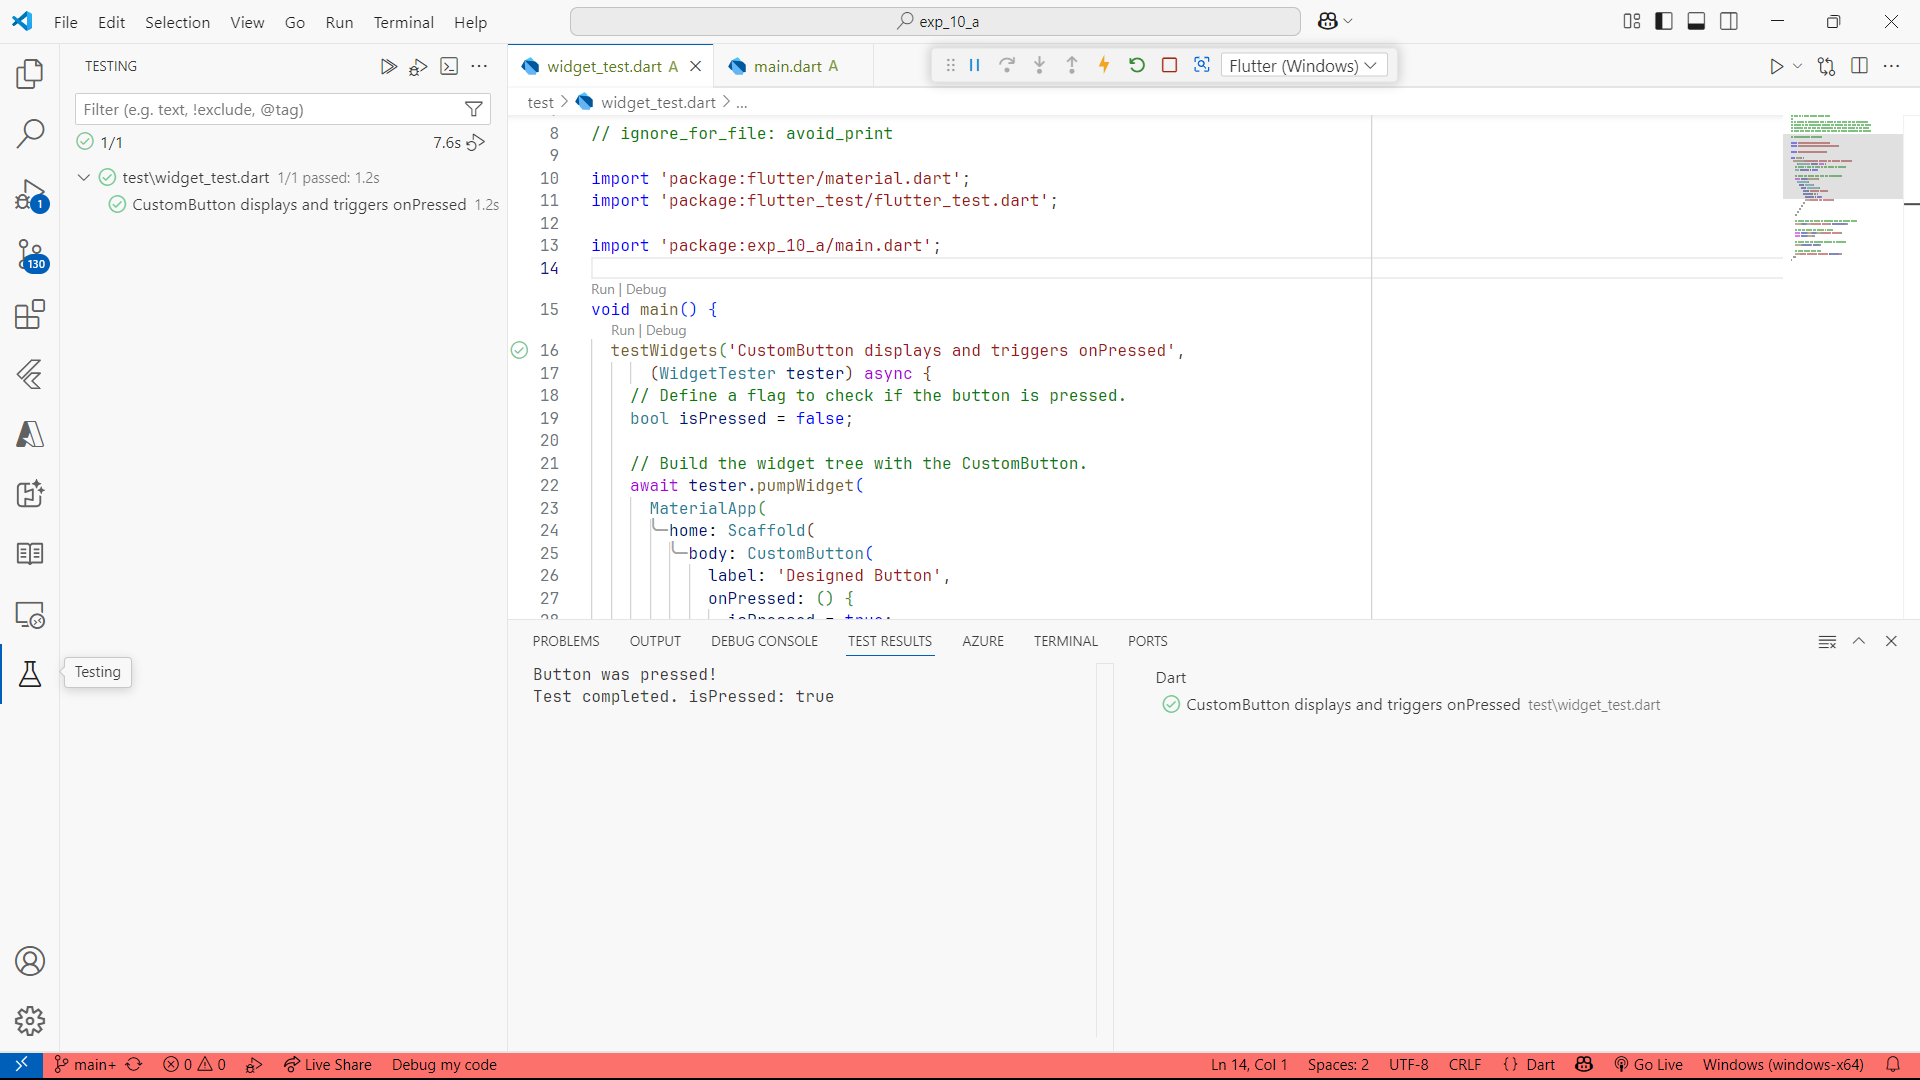 File Edit Selection View Go Run Terminal Help
exp_10_a
TESTING
Filter (e.g. text, !exclude, @tag)
1/1
7.6s
test\widget_test.dart 1/1 passed: 1.2s
CustomButton displays and triggers onPressed 1.2s
1
130
Testing
widget_test.dart A
main.dart A
Flutter (Windows)
test > widget_test.dart > ...
8 // ignore_for_file: avoid_print
9
10 import 'package:flutter/material.dart';
11 import 'package:flutter_test/flutter_test.dart';
12
13 import 'package:exp_10_a/main.dart';
14
Run | Debug
15 void main() {
Run | Debug
16 testWidgets('CustomButton displays and triggers onPressed',
17 (WidgetTester tester) async {
18 // Define a flag to check if the button is pressed.
19 bool isPressed = false;
20
21 // Build the widget tree with the CustomButton.
22 await tester.pumpWidget(
23 MaterialApp(
24 home: Scaffold(
25 body: CustomButton(
26 label: 'Designed Button',
27 onPressed: () {
28 isPressed = true;
PROBLEMS OUTPUT DEBUG CONSOLE TEST RESULTS AZURE TERMINAL PORTS
Button was pressed!
Test completed. isPressed: true
Dart
CustomButton displays and triggers onPressed test\widget_test.dart
main+ 0 0 Live Share Debug my code
Ln 14, Col 1 Spaces: 2 UTF-8 CRLF {} Dart Go Live Windows (windows-x64)